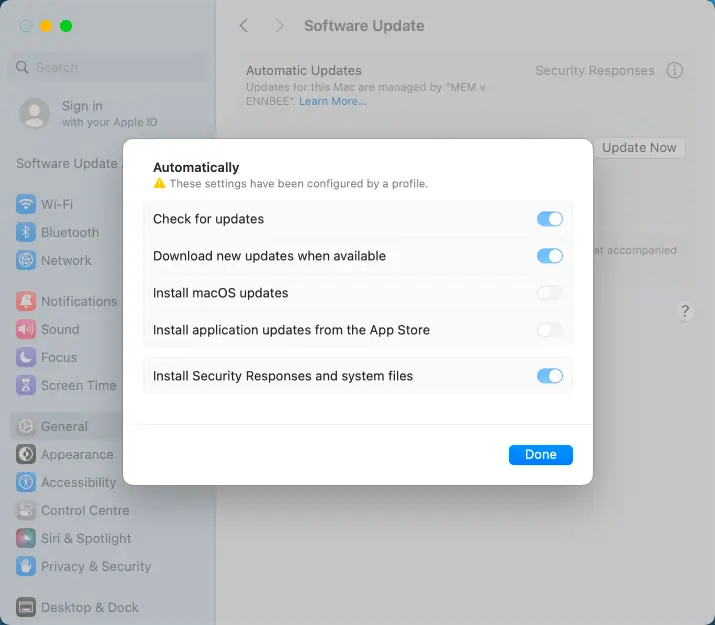 Software Update
Search
Sign in
with your Apple ID
Software Update
Wi-Fi
Bluetooth
Network
Notifications
Sound
Focus
Screen Time
General
Appearance
Accessibility
Control Centre
Siri & Spotlight
Privacy & Security
Desktop & Dock
Automatic Updates
Security Responses
Updates for this Mac are managed by "MEM v
ENNBEE". Learn More...
Update Now
accompanied
?
Automatically
These settings have been configured by a profile.
Check for updates
Download new updates when available
Install macOS updates
Install application updates from the App Store
Install Security Responses and system files
Done